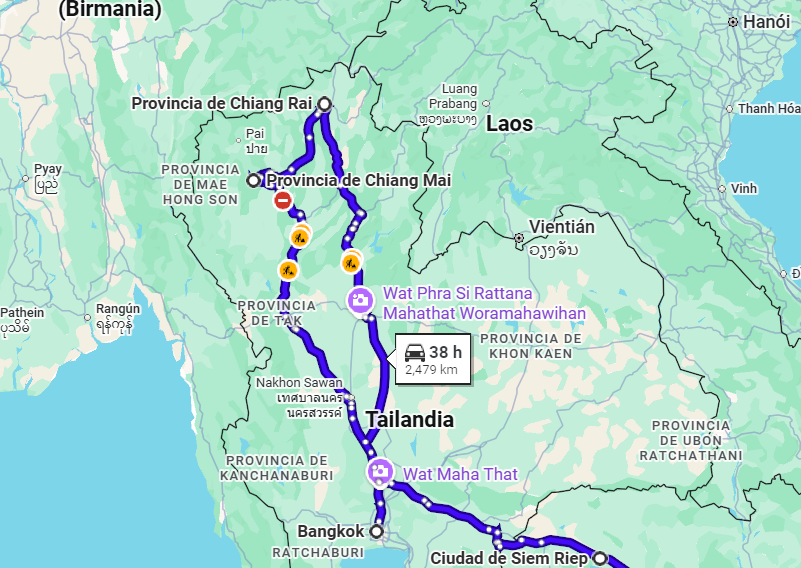 (Birmania)
Hanói
Provincia de Chiang Rai
Luang
Prabang
ຫຼວງພະບາງ
Laos
Thanh Hóa
Pai
ปาย
Pyay
ပြည်
PROVINCIA
DE MAE
HONG SON
Provincia de Chiang Mai
Vinh
Vientián
ວຽງຈັນ
Pathein
ပုသိမ်
Rangún
ရန်ကုန်
PROVINCIA
DE TAK
Wat Phra Si Rattana
Mahathat Woramahawihan
38 h
2,479 km
PROVINCIA DE
KHON KAEN
Nakhon Sawan
เทศบาลนคร
นครสวรรค์
Tailandia
PROVINCIA
DE UBON
RATCHATHANI
PROVINCIA DE
KANCHANABURI
Wat Maha That
Bangkok
RATCHABURI
Ciudad de Siem Riep